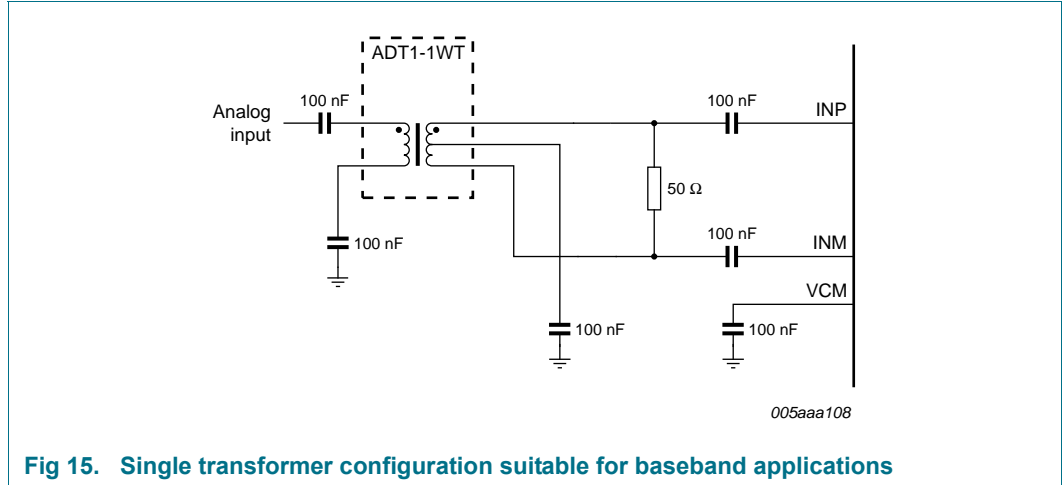 ADT1-1WT
100 nF
100 nF
Analog
input
INP
50 Ω
100 nF
INM
100 nF
VCM
100 nF
100 nF
005aaa108
Fig 15. Single transformer configuration suitable for baseband applications